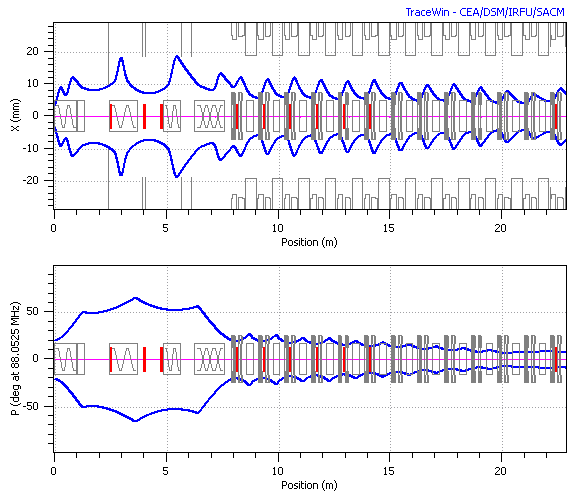 TraceWin - CEA/DSM/IRFU/SACM
X (mm)
20
10
0
-10
-20
0 5 10 15 20
Position (m)
P (deg at 88.0525 MHz)
50
0
-50
0 5 10 15 20
Position (m)